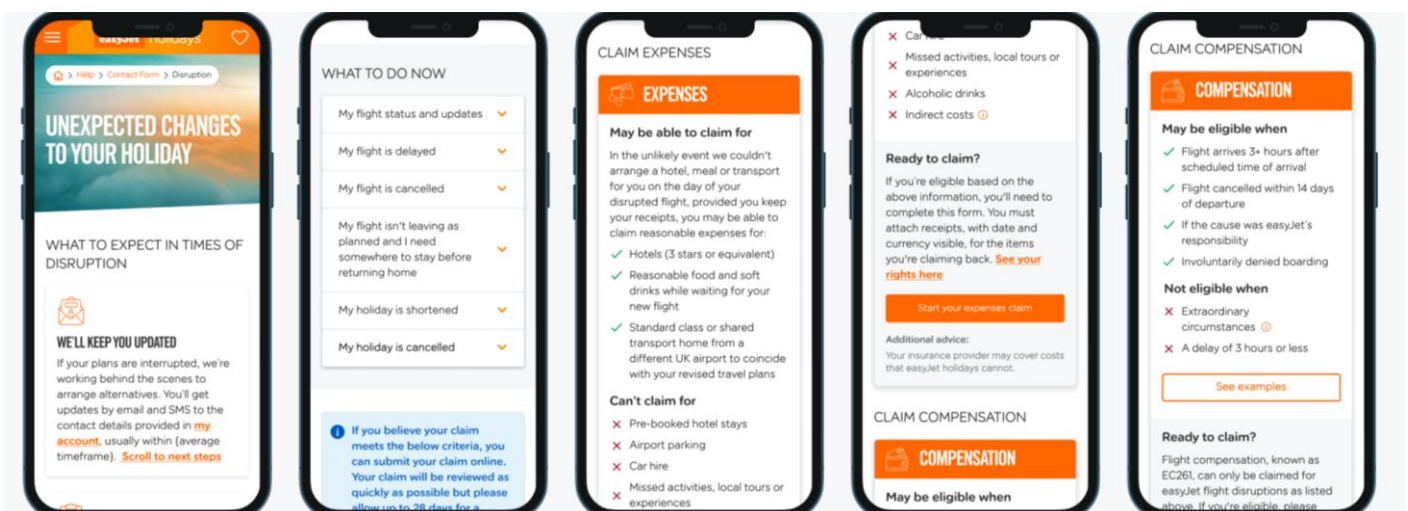 easyJet holidays
Help > Contact Form > Disruption
UNEXPECTED CHANGES
TO YOUR HOLIDAY
WHAT TO EXPECT IN TIMES OF
DISRUPTION
WE'LL KEEP YOU UPDATED
If your plans are interrupted, we're
working behind the scenes to
arrange alternatives. You'll get
updates by email and SMS to the
contact details provided in my
account, usually within {average
timeframe}. Scroll to next steps
WHAT TO DO NOW
My flight status and updates
My flight is delayed
My flight is cancelled
My flight isn't leaving as
planned and I need
somewhere to stay before
returning home
My holiday is shortened
My holiday is cancelled
If you believe your claim
meets the below criteria, you
can submit your claim online.
Your claim will be reviewed as
quickly as possible but please
allow up to 28 days for a
CLAIM EXPENSES
EXPENSES
May be able to claim for
In the unlikely event we couldn't
arrange a hotel, meal or transport
for you on the day of your
disrupted flight, provided you keep
your receipts, you may be able to
claim reasonable expenses for:
Hotels (3 stars or equivalent)
Reasonable food and soft
drinks while waiting for your
new flight
Standard class or shared
transport home from a
different UK airport to coincide
with your revised travel plans
Can't claim for
Pre-booked hotel stays
Airport parking
Car hire
Missed activities, local tours or
experiences
Car hire
Missed activities, local tours or
experiences
Alcoholic drinks
Indirect costs
Ready to claim?
If you're eligible based on the
above information, you'll need to
complete this form. You must
attach receipts, with date and
currency visible, for the items
you're claiming back. See your
rights here
Start your expenses claim
Additional advice:
Your insurance provider may cover costs
that easyJet holidays cannot.
CLAIM COMPENSATION
COMPENSATION
May be eligible when
CLAIM COMPENSATION
COMPENSATION
May be eligible when
Flight arrives 3+ hours after
scheduled time of arrival
Flight cancelled within 14 days
of departure
If the cause was easyJet's
responsibility
Involuntarily denied boarding
Not eligible when
Extraordinary
circumstances
A delay of 3 hours or less
See examples
Ready to claim?
Flight compensation, known as
EC261, can only be claimed for
easyJet flight disruptions as listed
above. If you're eligible, please